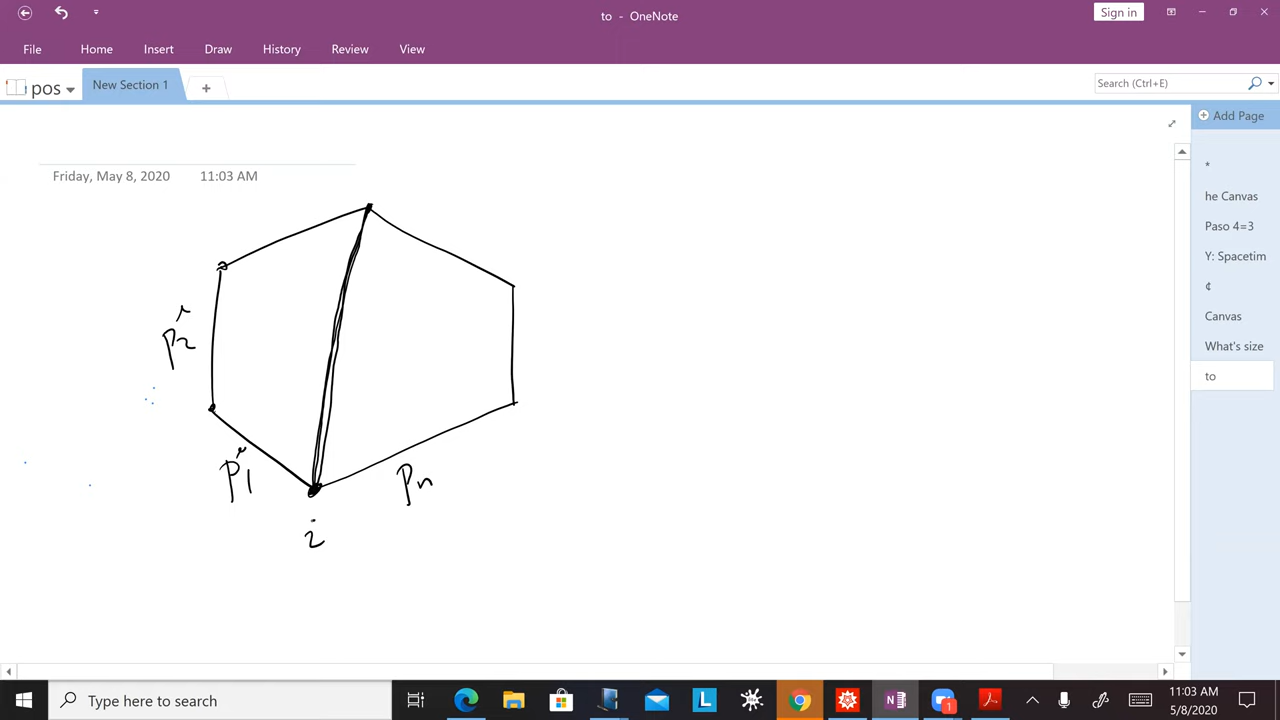 to - OneNote
Sign in
File Home Insert Draw History Review View
pos
New Section 1
+
Search (Ctrl+E)
Add Page
*
he Canvas
Paso 4=3
Y: Spacetim
¢
Canvas
What's size
to
Friday, May 8, 2020 11:03 AM
p2
p1
pn
i
Type here to search
1
11:03 AM
5/8/2020